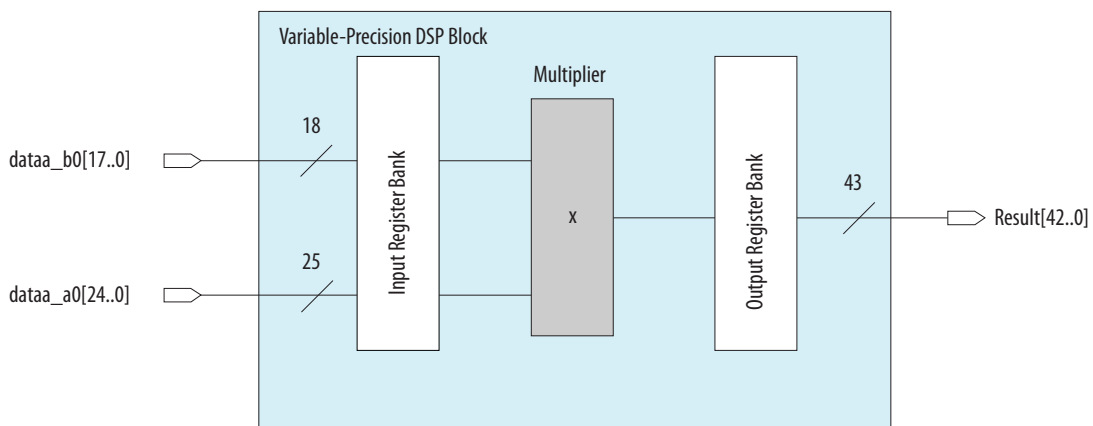 Variable-Precision DSP Block
Multiplier
18
dataa_b0[17..0]
Input Register Bank
x
Output Register Bank
43
Result[42..0]
25
dataa_a0[24..0]